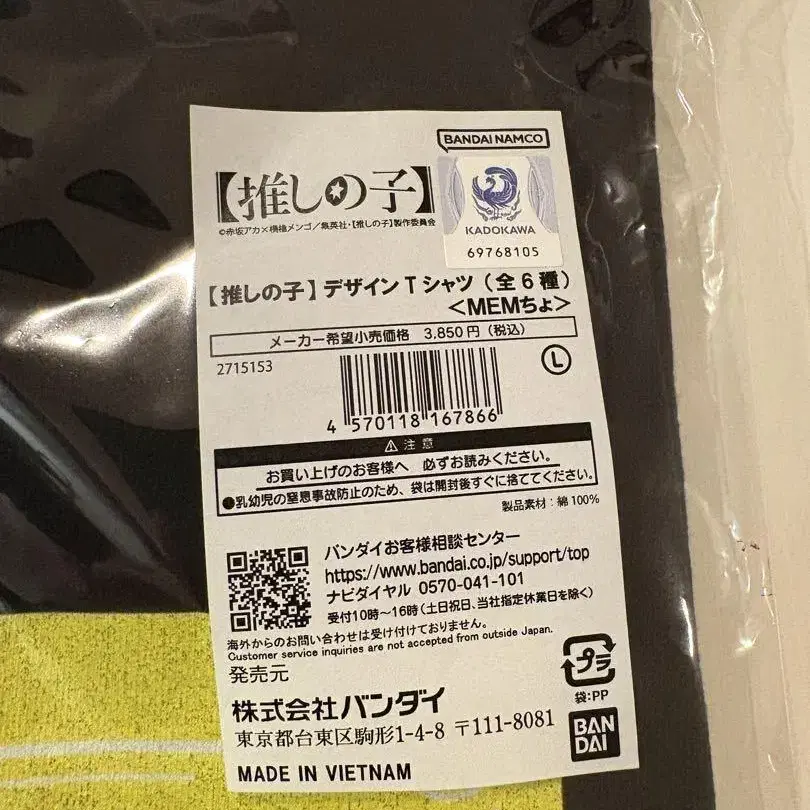 BANDAI NAMCO
【推しの子】
©赤坂アカ×横槍メンゴ/集英社・【推しの子】製作委員会
KADOKAWA
69768105
【推しの子】デザインTシャツ(全6種)
<MEMちょ>
メーカー希望小売価格 3,850円(税込)
2715153
L
4 570118 167866
⚠注意
お買い上げのお客様へ 必ずお読みください。
●乳幼児の窒息事故防止のため、袋は開封後すぐに捨ててください。
製品素材:綿100%
バンダイお客様相談センター
https://www.bandai.co.jp/support/top
ナビダイヤル 0570-041-101
受付10時~16時(土日祝日、当社指定休業日を除く)
海外からのお問い合わせは受け付けておりません。
Customer service inquiries are not accepted from outside Japan.
発売元
株式会社バンダイ
東京都台東区駒形1-4-8 〒111-8081
MADE IN VIETNAM
プラ
袋:PP
BAN
DAI